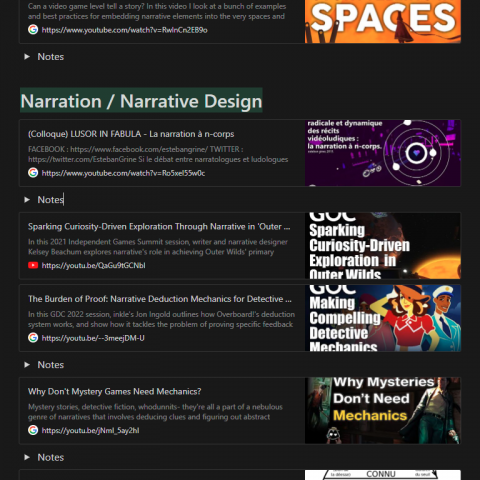 Can a video game level tell a story? In this video I look at a bunch of examples
and best practices for embedding narrative elements into the very spaces and
https://www.youtube.com/watch?v=RwlnCn2EB9o
SPACES
Notes
Narration / Narrative Design
(Colloque) LUSOR IN FABULA - La narration à n-corps
FACEBOOK : https://www.facebook.com/estebangrine/ TWITTER :
https://twitter.com/EstebanGrine Si le débat entre narratologues et ludologues
https://www.youtube.com/watch?v=Ro5xel55w0c
radicale et dynamique
des récits
vidéoludiques :
la narration à n-corps.
Notes
Sparking Curiosity-Driven Exploration Through Narrative in 'Outer ...
In this 2021 Independent Games Summit session, writer and narrative designer
Kelsey Beachum explores narrative's role in achieving Outer Wilds' primary
https://youtu.be/QaGu9tGCNbI
GDC
Sparking
Curiosity-Driven
Exploration in
Outer Wilds
The Burden of Proof: Narrative Deduction Mechanics for Detective ...
In this GDC 2022 session, inkle's Jon Ingold outlines how Overboard!'s deduction
system works, and show how it tackles the problem of proving specific feedback
https://youtu.be/--3meejDM-U
GDC
Making
Compelling
Detective
Mechanics
Notes
Why Don't Mystery Games Need Mechanics?
Mystery stories, detective fiction, whodunnits- they're all a part of a nebulous
genre of narratives that involves deducing clues and figuring out abstract
https://youtu.be/jNmI_5ay2hI
Why Mysteries
Don't Need
Mechanics
Notes
CONNU